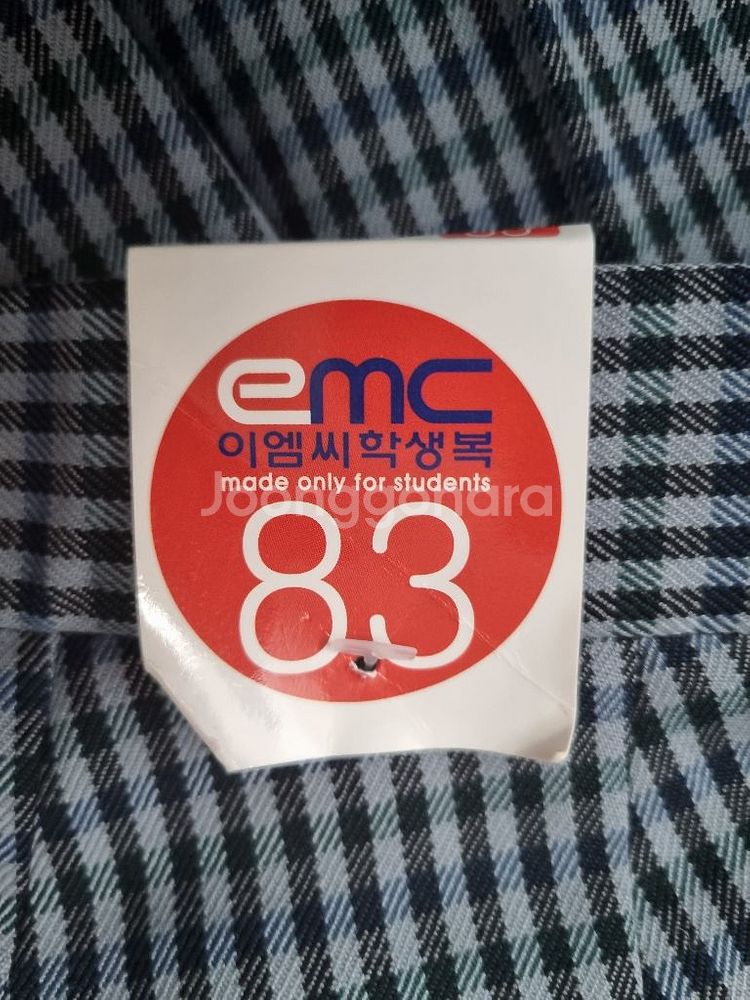 emc
이엠씨학생복
made only for students
Joonggonara
83